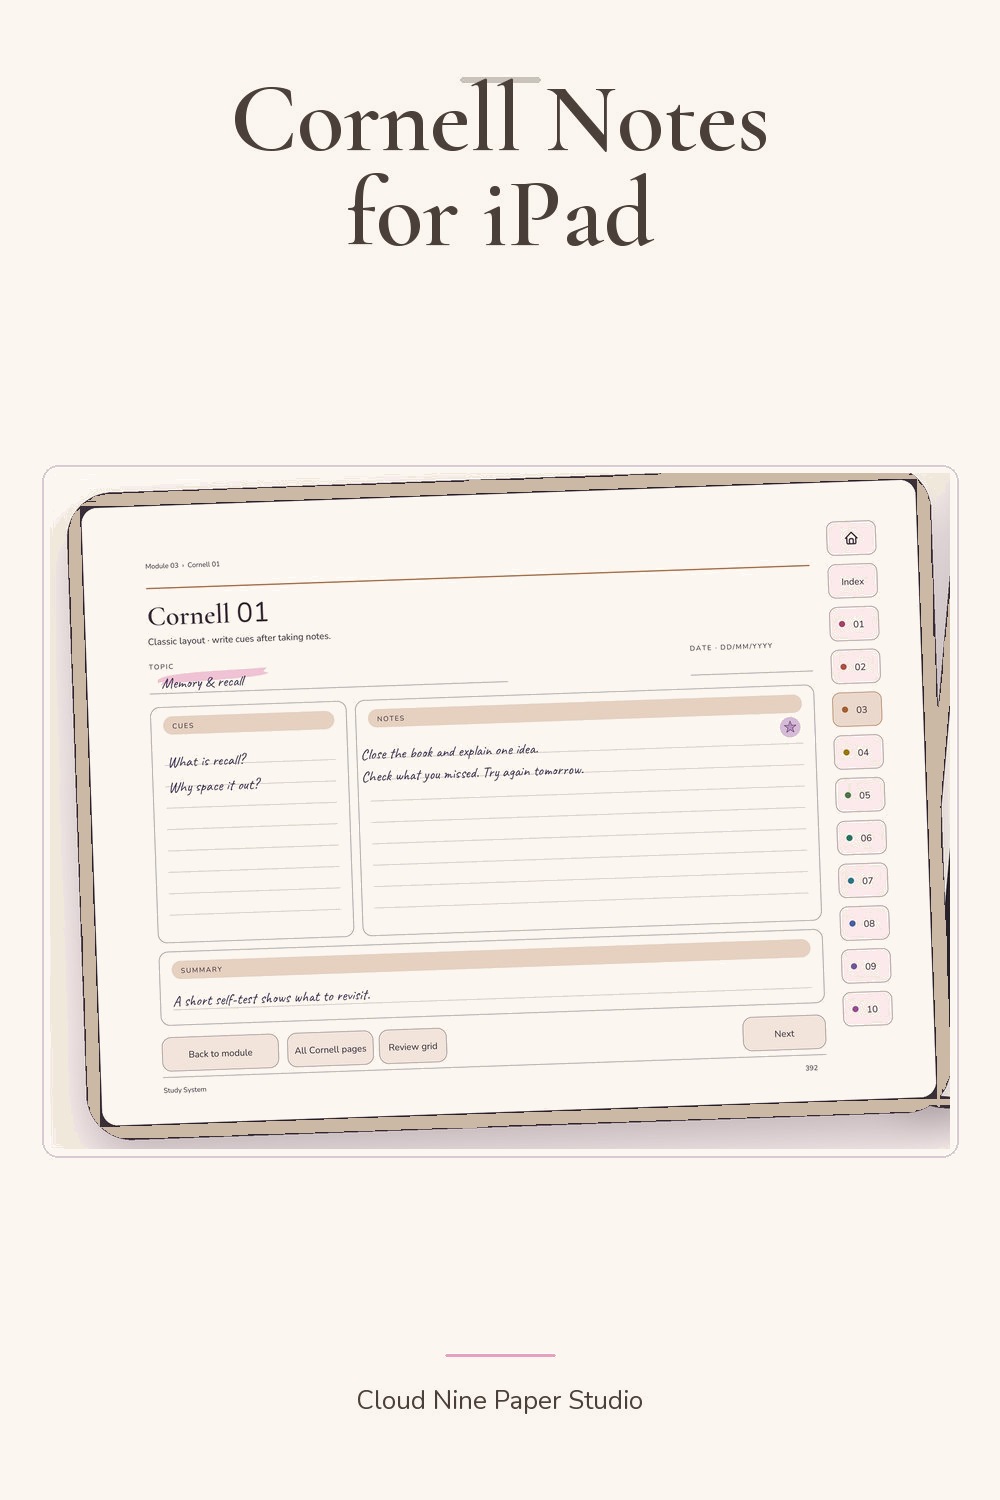 Cornell Notes
for iPad
Module 03 › Cornell 01
Cornell 01
Classic layout · write cues after taking notes.
TOPIC
Memory & recall
DATE · DD/MM/YYYY
CUES
What is recall?
Why space it out?
NOTES
Close the book and explain one idea.
Check what you missed. Try again tomorrow.
SUMMARY
A short self-test shows what to revisit.
Back to module
All Cornell pages
Review grid
Next
Study System
392
Index
01
02
03
04
05
06
07
08
09
10
Cloud Nine Paper Studio